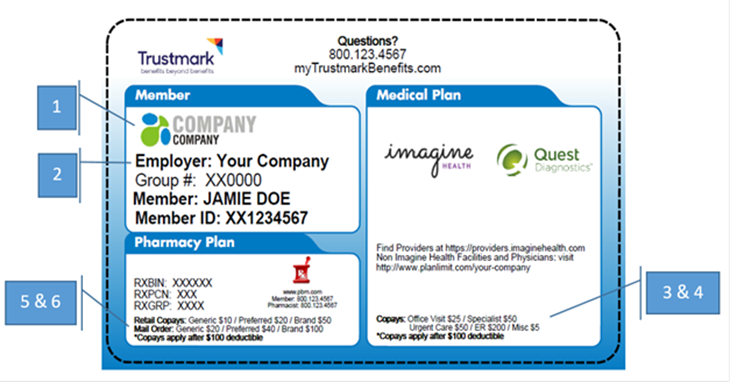 Trustmark
benefits beyond benefits
Questions?
800.123.4567
myTrustmarkBenefits.com
1
2
5 & 6
3 & 4
Member
COMPANY
COMPANY
Employer: Your Company
Group #: XX0000
Member: JAMIE DOE
Member ID: XX1234567
Pharmacy Plan
RXBIN: XXXXXX
RXPCN: XXX
RXGRP: XXXX
Rx
www.pbm.com
Member: 800.123.4567
Pharmacist: 800.123.4567
Retail Copays: Generic $10 / Preferred $20 / Brand $50
Mail Order: Generic $20 / Preferred $40 / Brand $100
*Copays apply after $100 deductible
Medical Plan
imagine
HEALTH
Quest
Diagnostics®
Find Providers at https://providers.imaginehealth.com
Non Imagine Health Facilities and Physicians: visit
http://www.planlimit.com/your-company
Copays: Office Visit $25 / Specialist $50
Urgent Care $50 / ER $200 / Misc $5
*Copays apply after $100 deductible